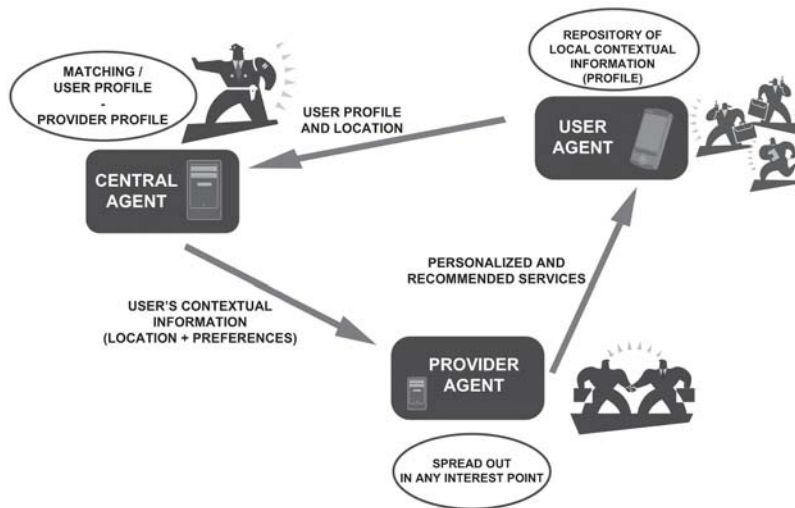 MATCHING /
USER PROFILE
-
PROVIDER PROFILE
CENTRAL
AGENT
USER PROFILE
AND LOCATION
REPOSITORY OF
LOCAL CONTEXTUAL
INFORMATION
(PROFILE)
USER
AGENT
USER'S CONTEXTUAL
INFORMATION
(LOCATION + PREFERENCES)
PERSONALIZED AND
RECOMMENDED SERVICES
PROVIDER
AGENT
SPREAD OUT
IN ANY INTEREST POINT